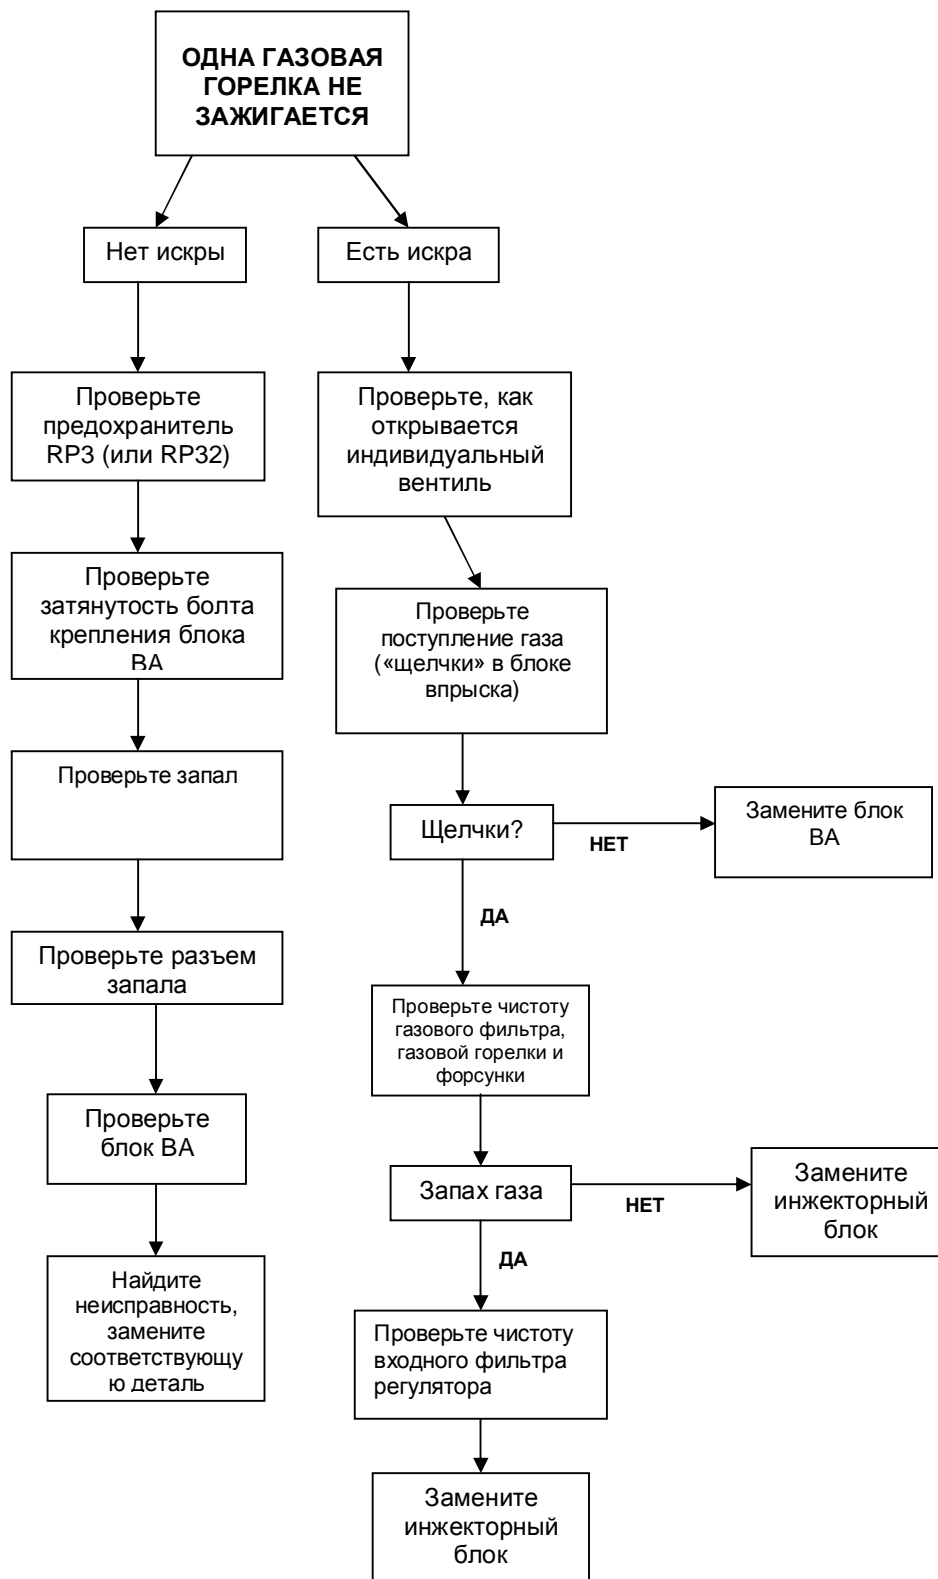 ОДНА ГАЗОВАЯ
ГОРЕЛКА НЕ
ЗАЖИГАЕТСЯ
Нет искры
Есть искра
Проверьте
предохранитель
RP3 (или RP32)
Проверьте, как
открывается
индивидуальный
вентиль
Проверьте
затянутость болта
крепления блока
ВА
Проверьте
поступление газа
(«щелчки» в блоке
впрыска)
Проверьте запал
Щелчки?
НЕТ
Замените блок
ВА
ДА
Проверьте разъем
запала
Проверьте чистоту
газового фильтра,
газовой горелки и
форсунки
Проверьте
блок ВА
Запах газа
НЕТ
Замените
инжекторный
блок
ДА
Найдите
неисправность,
замените
соответствующу
ю деталь
Проверьте чистоту
входного фильтра
регулятора
Замените
инжекторный
блок